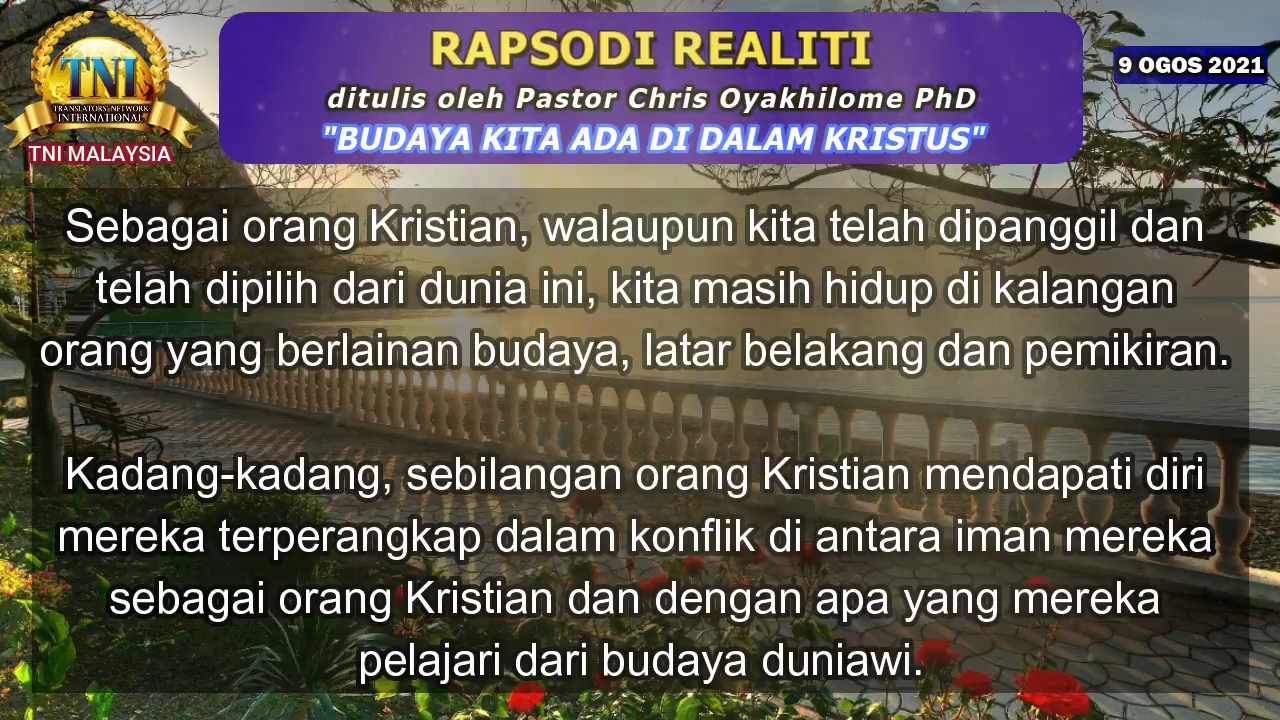 TNI
TRANSLATORS' NETWORK
INTERNATIONAL
TNI MALAYSIA
RAPSODI REALITI
ditulis oleh Pastor Chris Oyakhilome PhD
"BUDAYA KITA ADA DI DALAM KRISTUS"
9 OGOS 2021
Sebagai orang Kristian, walaupun kita telah dipanggil dan
telah dipilih dari dunia ini, kita masih hidup di kalangan
orang yang berlainan budaya, latar belakang dan pemikiran.
Kadang-kadang, sebilangan orang Kristian mendapati diri
mereka terperangkap dalam konflik di antara iman mereka
sebagai orang Kristian dan dengan apa yang mereka
pelajari dari budaya duniawi.